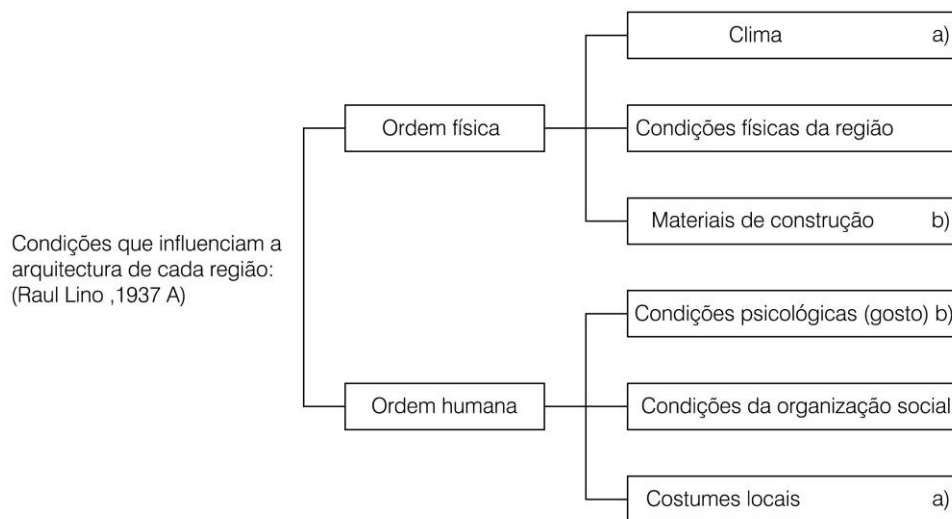 Clima a)
Ordem física
Condições físicas da região
Materiais de construção b)
Condições que influenciam a
arquitectura de cada região:
(Raul Lino ,1937 A)
Condições psicológicas (gosto) b)
Ordem humana
Condições da organização social
Costumes locais a)